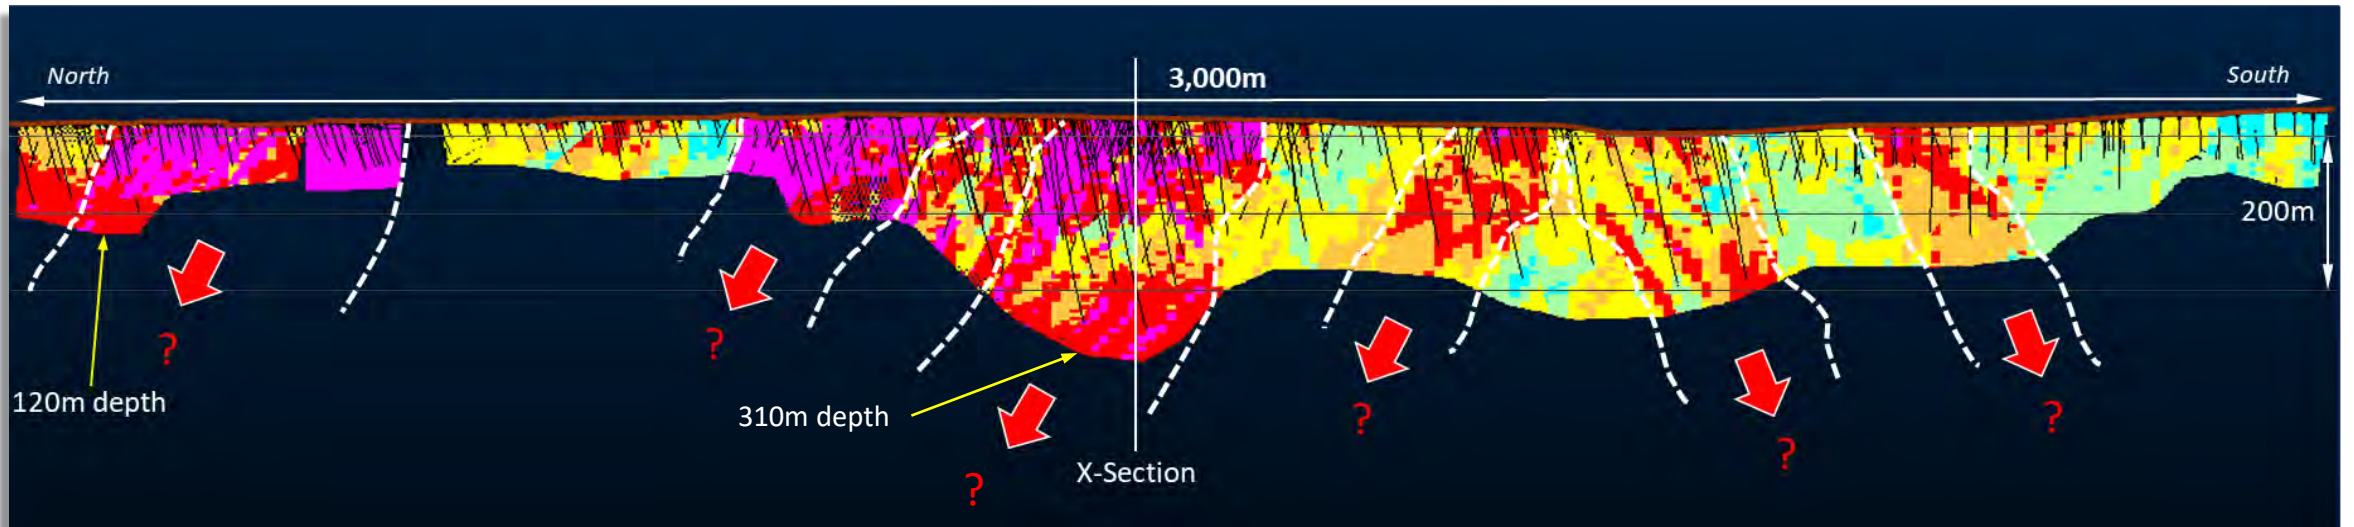 North
3,000m
South
200m
?
?
120m depth
310m depth
?
?
?
?
X-Section